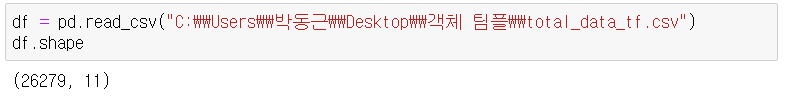 df = pd.read_csv("C:₩₩Users₩₩박동근₩₩Desktop₩₩객체 팀플₩₩total_data_tf.csv")
df.shape
(26279, 11)